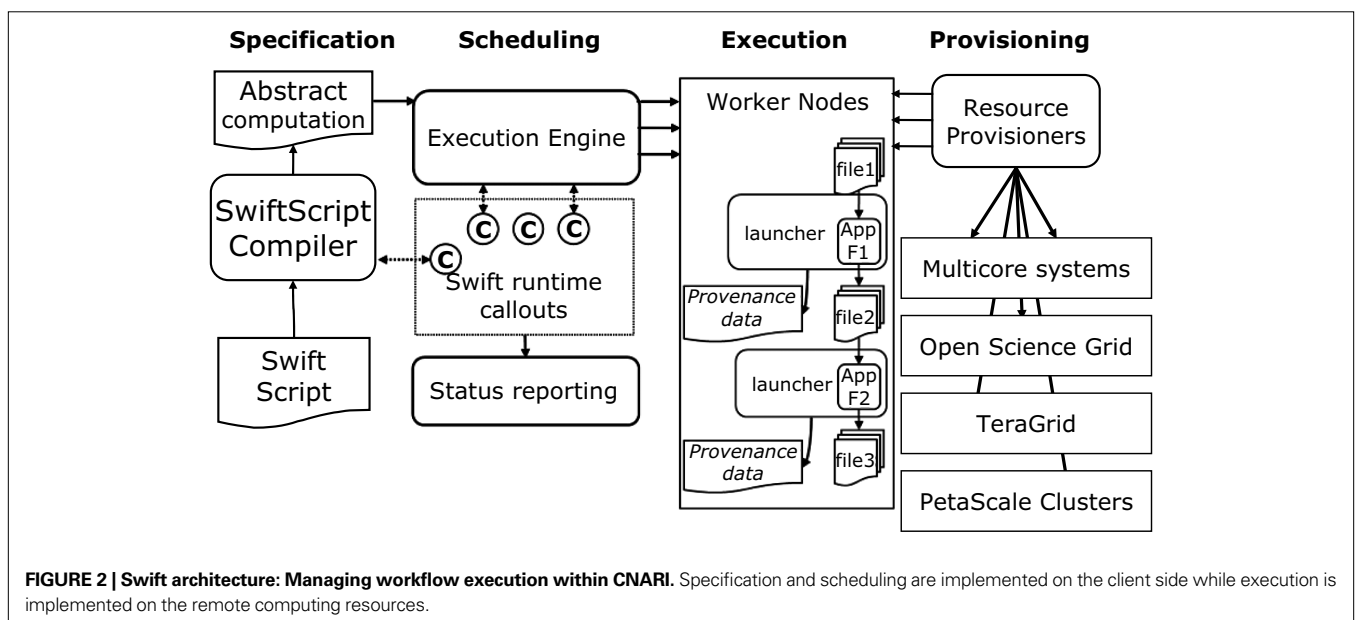 Specification
Scheduling
Execution
Provisioning
Abstract
computation
SwiftScript
Compiler
Swift
Script
Execution Engine
C
C
C
C
Swift runtime
callouts
Status reporting
Worker Nodes
file1
launcher
App
F1
Provenance
data
file2
launcher
App
F2
Provenance
data
file3
Resource
Provisioners
Multicore systems
Open Science Grid
TeraGrid
PetaScale Clusters
FIGURE 2 | Swift architecture: Managing workflow execution within CNARI. Specification and scheduling are implemented on the client side while execution is
implemented on the remote computing resources.